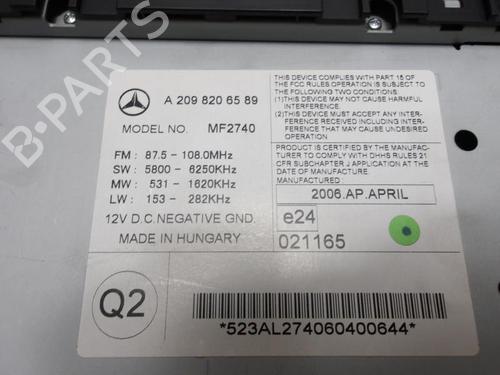 A 209 820 65 89
MODEL NO. MF2740
FM : 87.5 - 108.0MHz
SW : 5800 - 6250KHz
MW : 531 - 1620KHz
LW : 153 - 282KHz
12V D.C. NEGATIVE GND.
MADE IN HUNGARY
THIS DEVICE COMPLIES WITH PART 15 OF
THE FCC RULES OPERATION IS SUBJECT TO
THE FOLLOWING TWO CONDITIONS
(1)THIS DEVICE MAY NOT CAUSE HARMFUL
INTERFERENCE, AND
(2)THIS DEVICE MUST ACCEPT ANY INTER-
FERENCE RECEIVED INCLUDING INTERFER-
ENCE THAT MAY CAUSE UNDESIRED
OPERATION
THIS PRODUCT IS CERTIFIED BY THE MANUFAC-
TURER TO COMPLY WITH DHHS RULES 21
CFR SUBCHAPTER J APPLICATION AT THE
DATE OF MANUFACTURE.
MANUFACTURED :
2006.AP.APRIL
e24
021165
Q2
*523AL274060400644*
B-PARTS